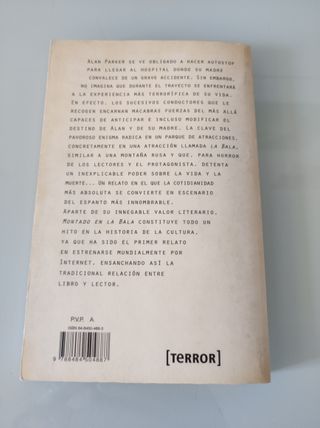 ALAN PARKER SE VE OBLIGADO A HACER AUTOSTOP
PARA LLEGAR AL HOSPITAL DONDE SU MADRE
CONVALECE DE UN GRAVE ACCIDENTE. SIN EMBARGO,
NO IMAGINA QUE DURANTE EL TRAYECTO SE ENFRENTARÁ
A LA EXPERIENCIA MÁS TERRORÍFICA DE SU VIDA.
EN EFECTO, LOS SUCESIVOS CONDUCTORES QUE LE
RECOGEN ENCARNAN MACABRAS FUERZAS DEL MÁS ALLÁ
CAPACES DE ANTICIPAR E INCLUSO MODIFICAR EL
DESTINO DE ALAN Y DE SU MADRE. LA CLAVE DEL
PAVOROSO ENIGMA RADICA EN UN PARQUE DE ATRACCIONES,
CONCRETAMENTE EN UNA ATRACCIÓN LLAMADA LA BALA,
SIMILAR A UNA MONTAÑA RUSA Y QUE, PARA HORROR
DE LOS LECTORES Y EL PROTAGONISTA, DETENTA
UN INEXPLICABLE PODER SOBRE LA VIDA Y LA
MUERTE... UN RELATO EN EL QUE LA COTIDIANIDAD
MÁS ABSOLUTA SE CONVIERTE EN ESCENARIO
DEL ESPANTO MÁS INNOMBRABLE.
APARTE DE SU INNEGABLE VALOR LITERARIO,
MONTADO EN LA BALA CONSTITUYE TODO UN
HITO EN LA HISTORIA DE LA CULTURA,
YA QUE HA SIDO EL PRIMER RELATO
EN ESTRENARSE MUNDIALMENTE POR
INTERNET, ENSANCHANDO ASÍ LA
TRADICIONAL RELACIÓN ENTRE
LIBRO Y LECTOR.
P.V.P. A
ISBN 84-8450-488-3
9 788484 504887
[TERROR]